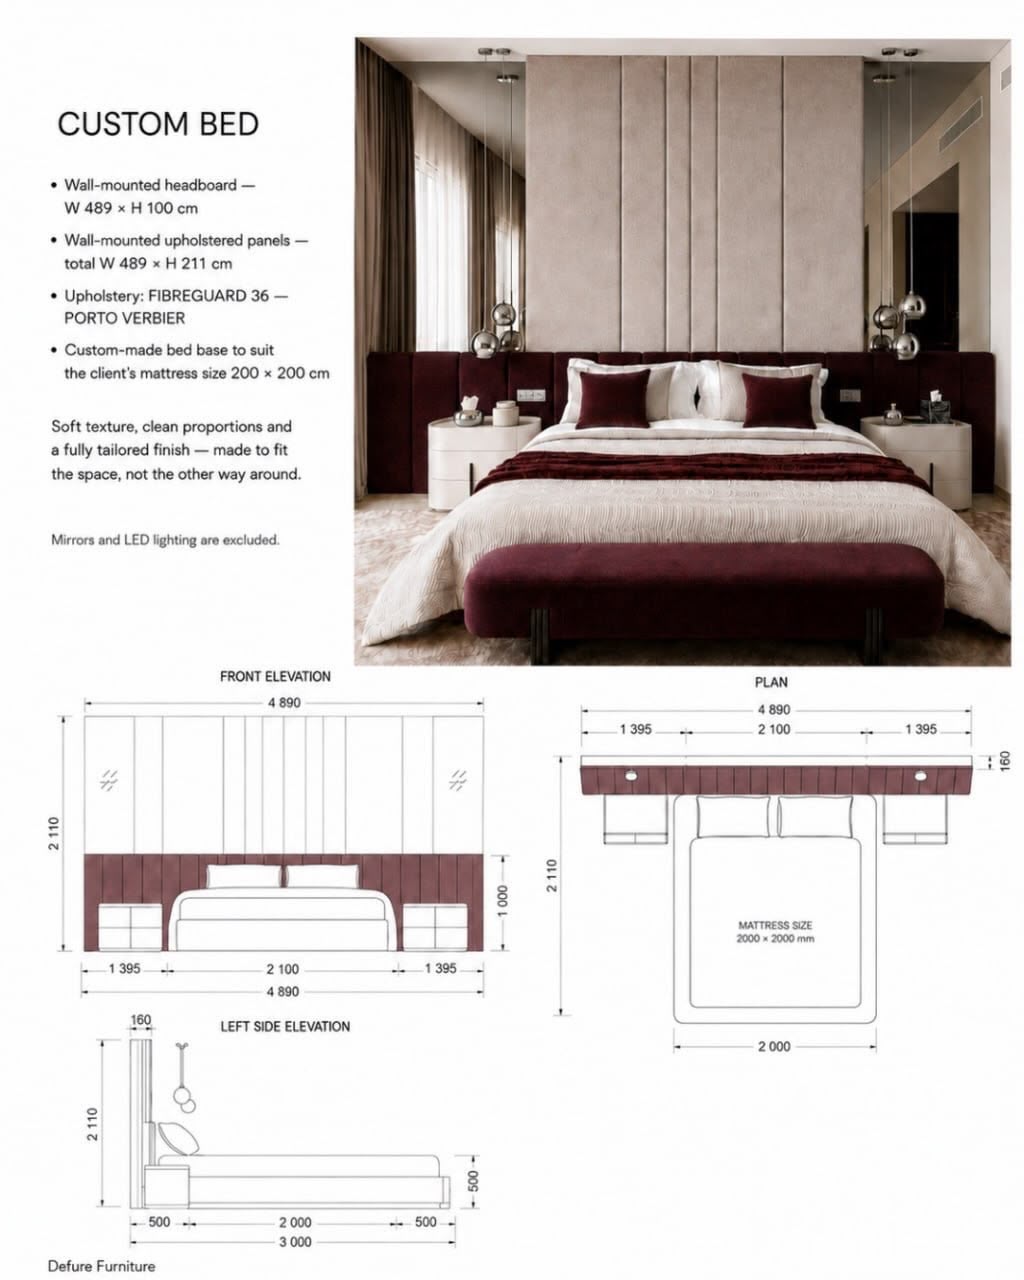 CUSTOM BED
• Wall-mounted headboard —
W 489 × H 100 cm
• Wall-mounted upholstered panels —
total W 489 × H 211 cm
• Upholstery: FIBREGUARD 36 —
PORTO VERBIER
• Custom-made bed base to suit
the client's mattress size 200 × 200 cm
Soft texture, clean proportions and
a fully tailored finish — made to fit
the space, not the other way around.
Mirrors and LED lighting are excluded.
FRONT ELEVATION
4 890
2 110
1 000
1 395
2 100
1 395
4 890
PLAN
4 890
1 395
2 100
1 395
160
2 110
MATTRESS SIZE
2000 × 2000 mm
2 000
LEFT SIDE ELEVATION
160
2 110
500
500
2 000
500
3 000
Defure Furniture